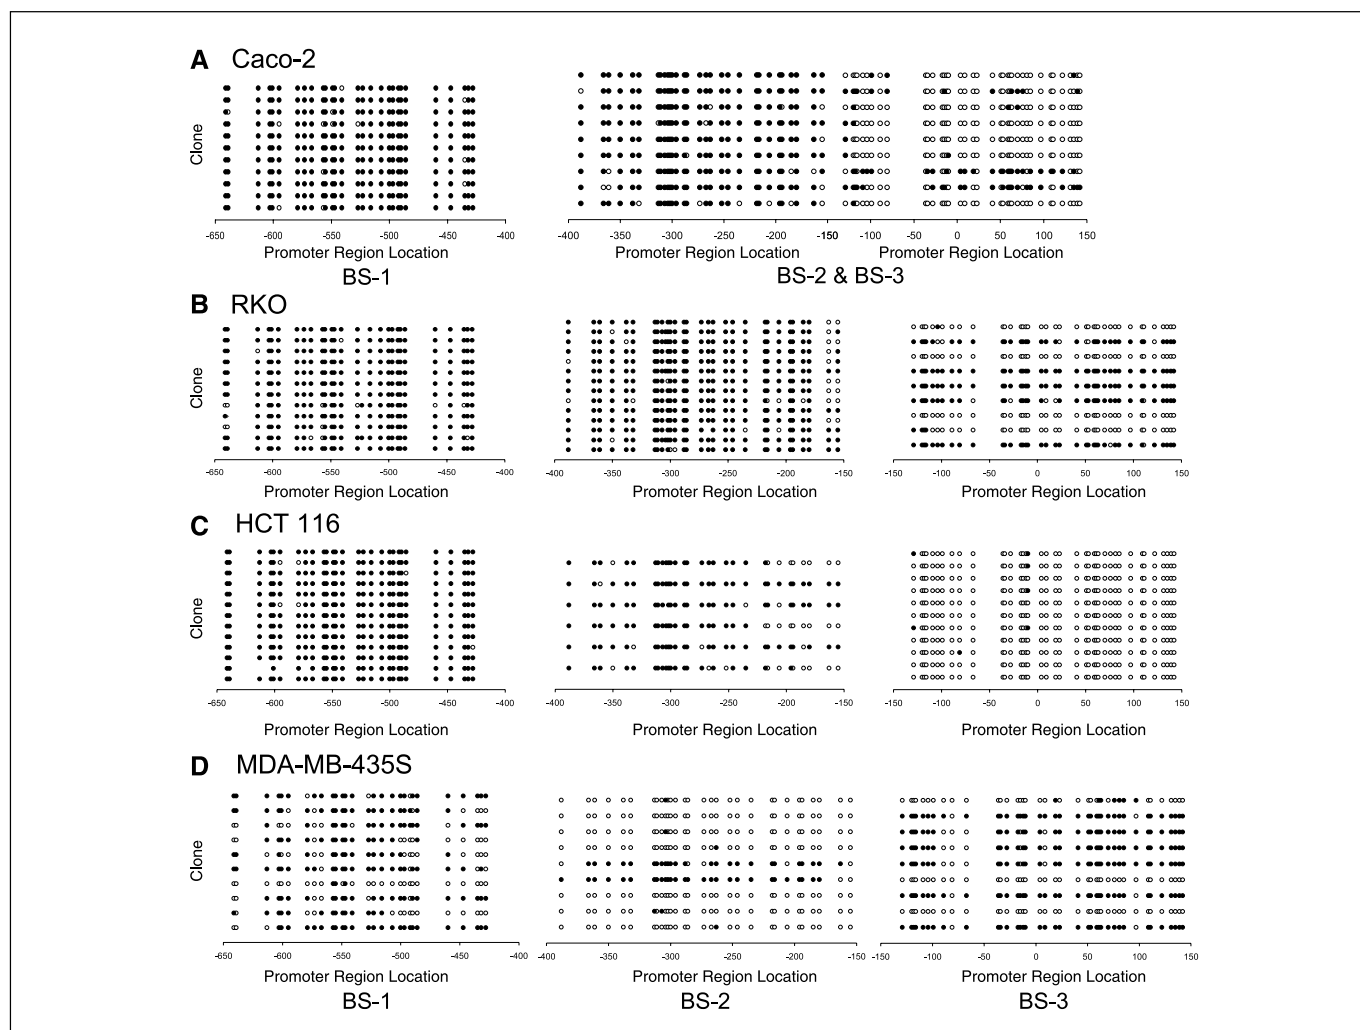 A Caco-2
Clone
-650 -600 -550 -500 -450 -400
Promoter Region Location
BS-1
-400 -350 -300 -250 -200 -150 -100 -50 0 50 100 150
Promoter Region Location Promoter Region Location
BS-2 & BS-3
B RKO
Clone
-650 -600 -550 -500 -450 -400
Promoter Region Location
-400 -350 -300 -250 -200 -150
Promoter Region Location
-150 -100 -50 0 50 100 150
Promoter Region Location
C HCT 116
Clone
-650 -600 -550 -500 -450 -400
Promoter Region Location
-400 -350 -300 -250 -200 -150
Promoter Region Location
-150 -100 -50 0 50 100 150
Promoter Region Location
D MDA-MB-435S
Clone
-650 -600 -550 -500 -450 -400
Promoter Region Location
BS-1
-400 -350 -300 -250 -200 -150
Promoter Region Location
BS-2
-150 -100 -50 0 50 100 150
Promoter Region Location
BS-3